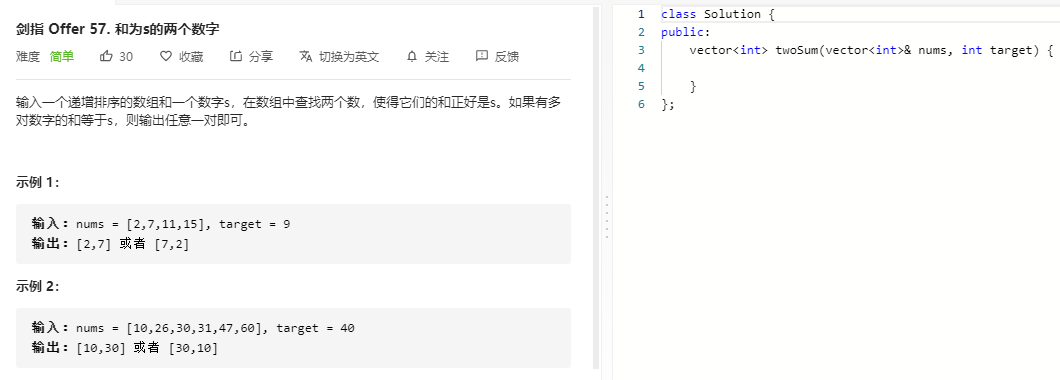 剑指 Offer 57. 和为s的两个数字
难度 简单 30 收藏 分享 切换为英文 关注 反馈
输入一个递增排序的数组和一个数字s，在数组中查找两个数，使得它们的和正好是s。如果有多
对数字的和等于s，则输出任意一对即可。
示例 1：
输入：nums = [2,7,11,15], target = 9
输出：[2,7] 或者 [7,2]
示例 2：
输入：nums = [10,26,30,31,47,60], target = 40
输出：[10,30] 或者 [30,10]
1 class Solution {
2 public:
3     vector<int> twoSum(vector<int>& nums, int target) {
4
5     }
6 };